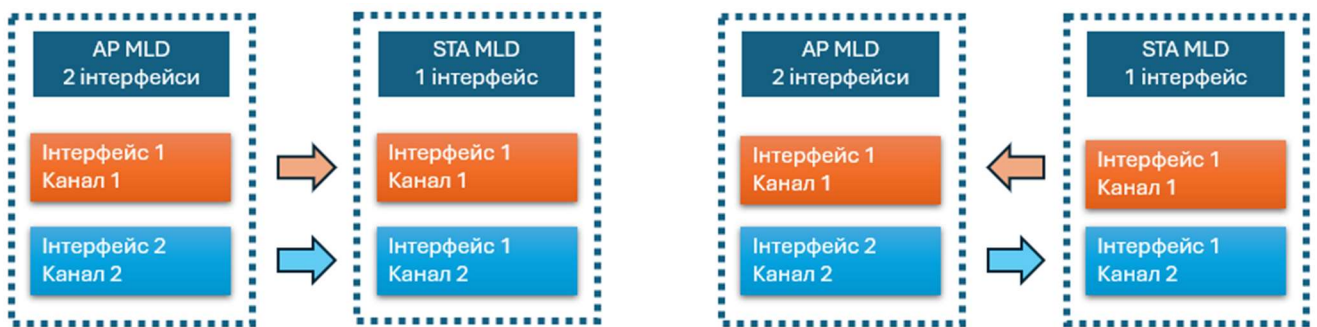 AP MLD
2 інтерфейси
Інтерфейс 1
Канал 1
Інтерфейс 2
Канал 2
STA MLD
1 інтерфейс
Інтерфейс 1
Канал 1
Інтерфейс 1
Канал 2
AP MLD
2 інтерфейси
Інтерфейс 1
Канал 1
Інтерфейс 2
Канал 2
STA MLD
1 інтерфейс
Інтерфейс 1
Канал 1
Інтерфейс 1
Канал 2